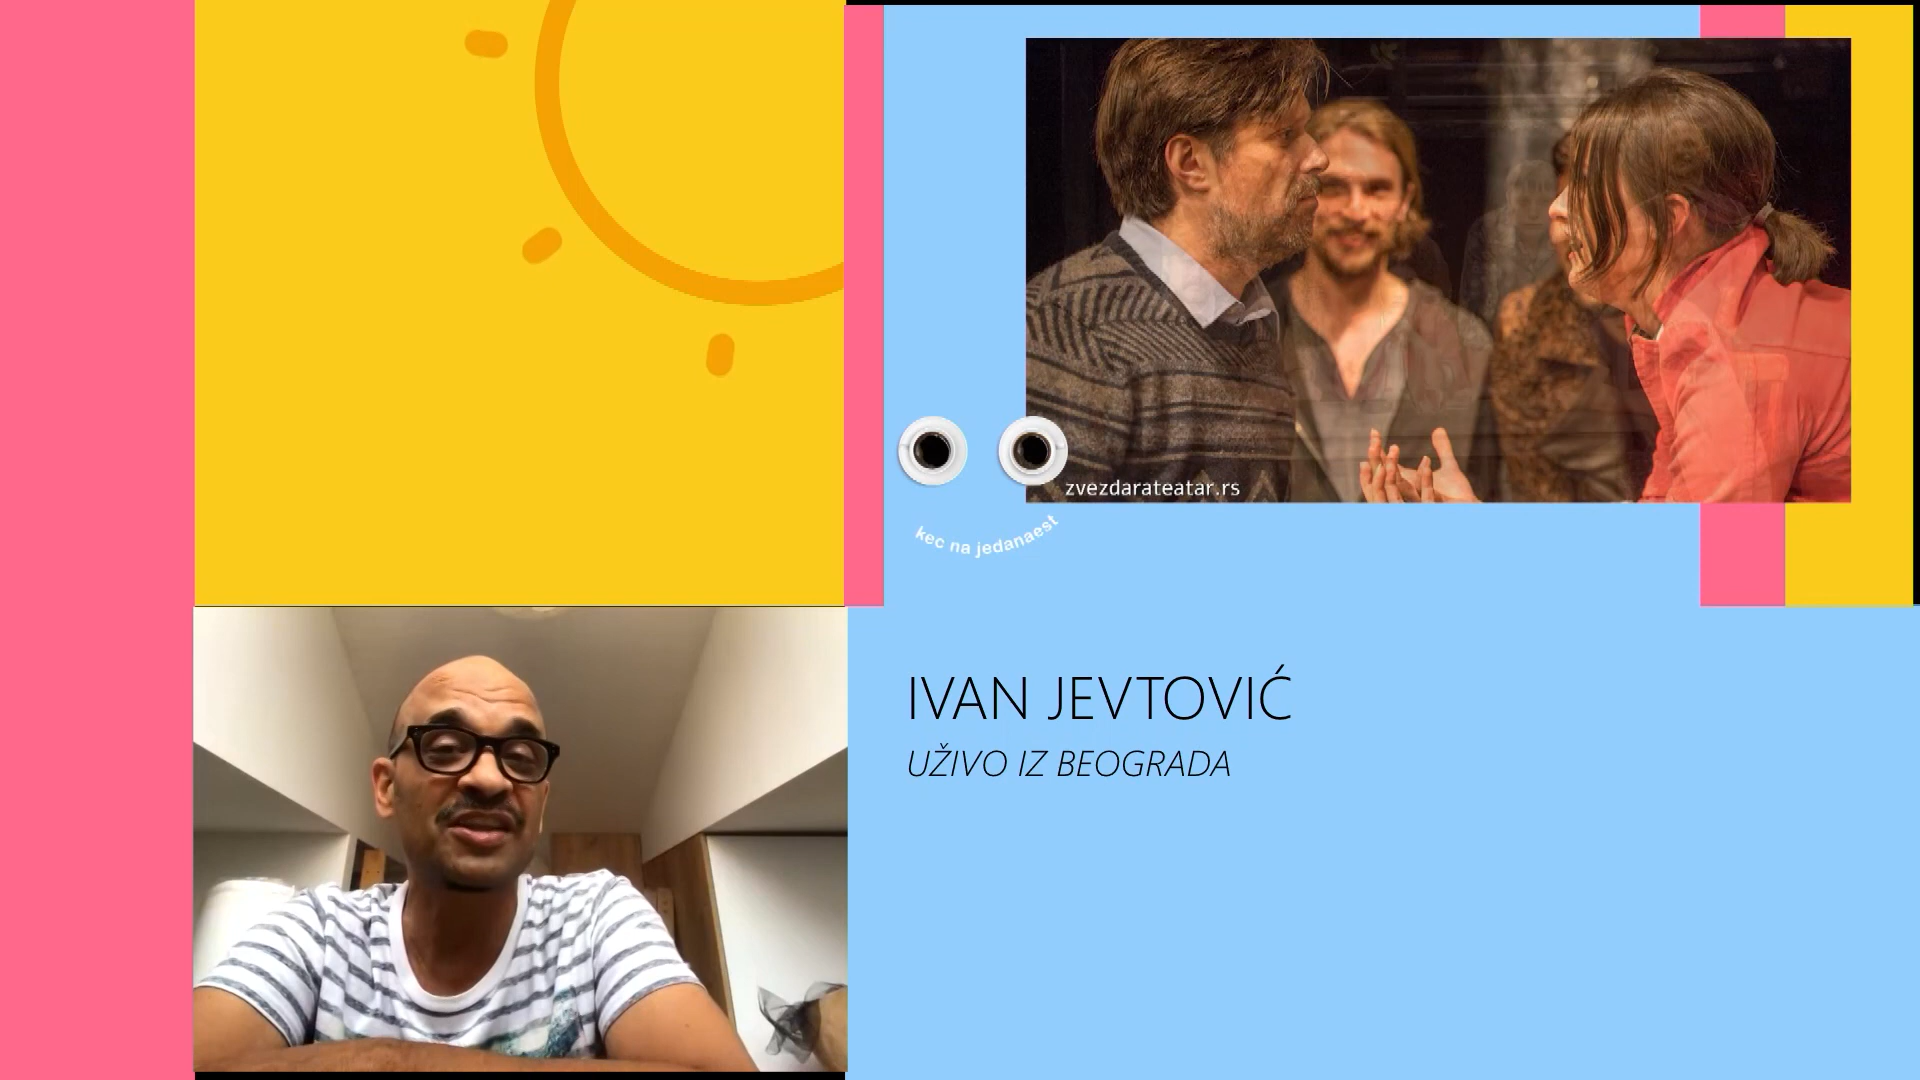 zvezdarateatar.rs
kec na jedanaest
IVAN JEVTOVIĆ
UŽIVO IZ BEOGRADA